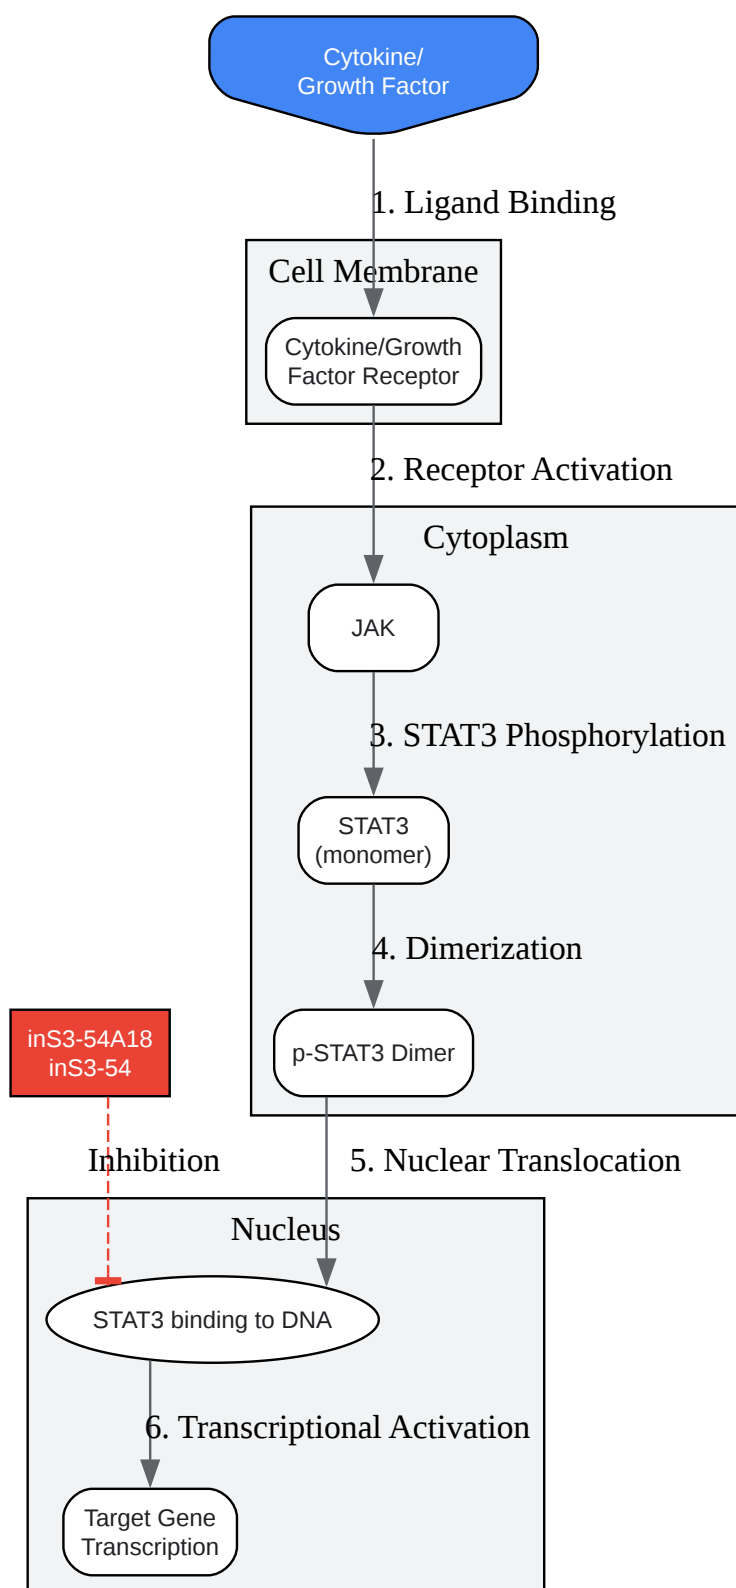 Cytokine/
Growth Factor
1. Ligand Binding
Cell Membrane
Cytokine/Growth
Factor Receptor
2. Receptor Activation
Cytoplasm
JAK
3. STAT3 Phosphorylation
STAT3
(monomer)
4. Dimerization
inS3-54A18
inS3-54
p-STAT3 Dimer
Inhibition
5. Nuclear Translocation
Nucleus
STAT3 binding to DNA
6. Transcriptional Activation
Target Gene
Transcription